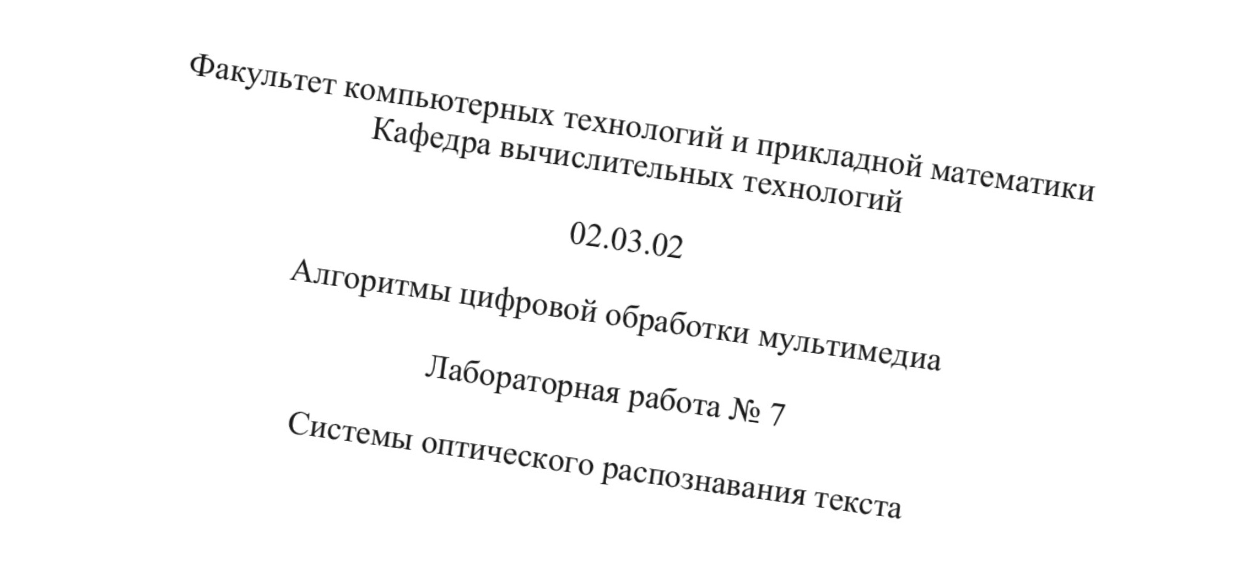 Факультет компьютерных технологий и прикладной математики
Кафедра вычислительных технологий
02.03.02
Алгоритмы цифровой обработки мультимедиа
Лабораторная работа № 7
Системы оптического распознавания текста